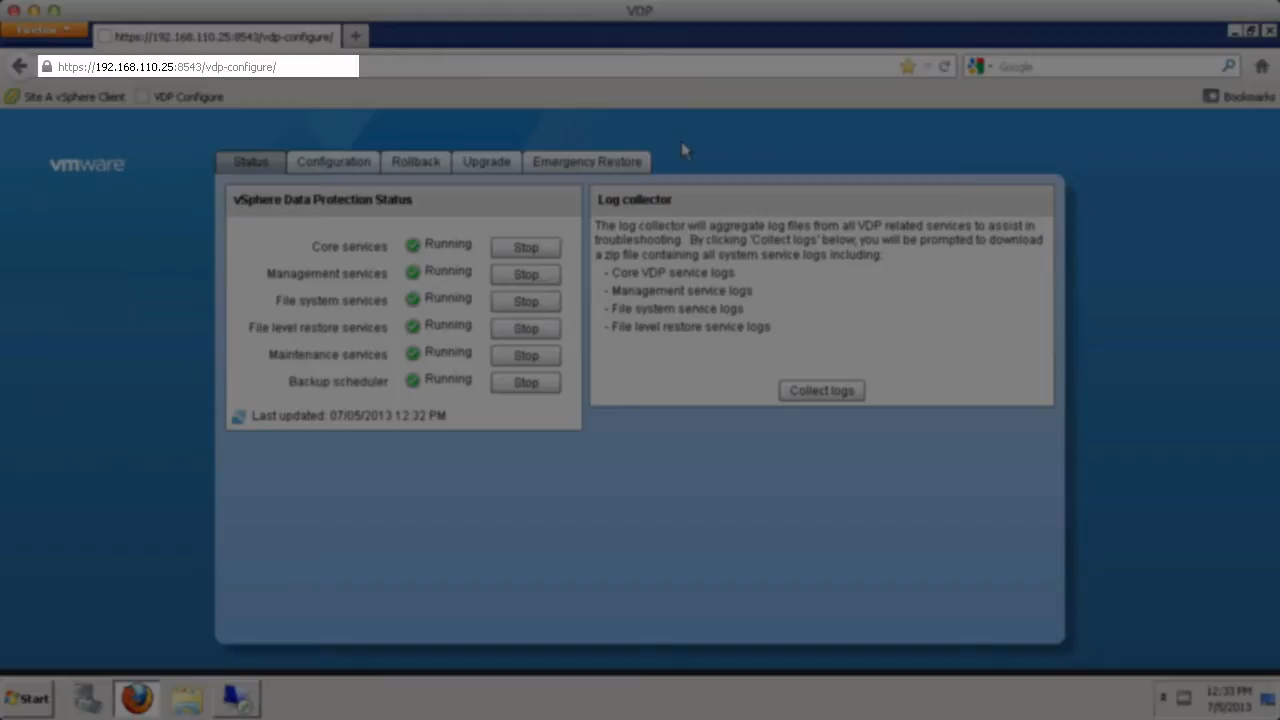 VDP
Firefox
https://192.168.110.25:8543/vdp-configure/
https://192.168.110.25:8543/vdp-configure/
Google
Site A vSphere Client
VDP Configure
Bookmarks
vmware
Status
Configuration
Rollback
Upgrade
Emergency Restore
vSphere Data Protection Status
Core services Running Stop
Management services Running Stop
File system services Running Stop
File level restore services Running Stop
Maintenance services Running Stop
Backup scheduler Running Stop
Last updated: 07/05/2013 12:32 PM
Log collector
The log collector will aggregate log files from all VDP related services to assist in
troubleshooting. By clicking 'Collect logs' below, you will be prompted to download
a zip file containing all system service logs including:
- Core VDP service logs
- Management service logs
- File system service logs
- File level restore service logs
Collect logs
Start
12:33 PM
7/5/2013